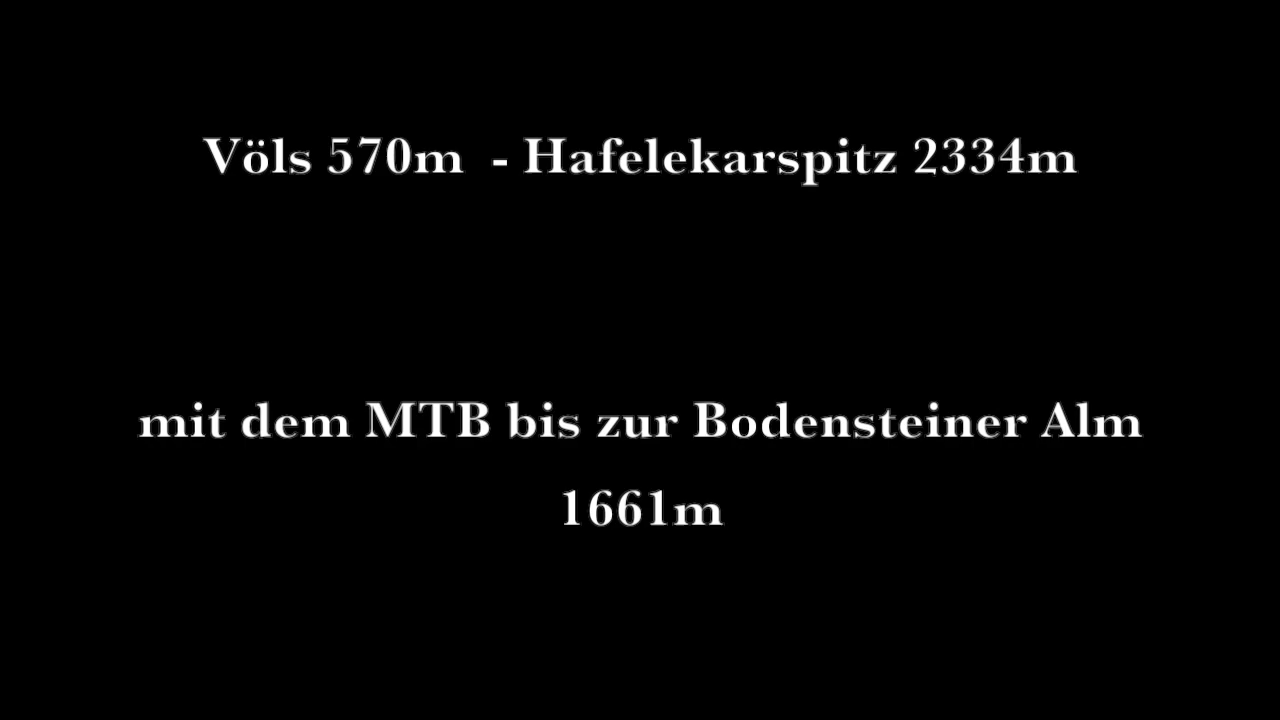 Völs 570m  - Hafelekarspitz 2334m
mit dem MTB bis zur Bodensteiner Alm
1661m